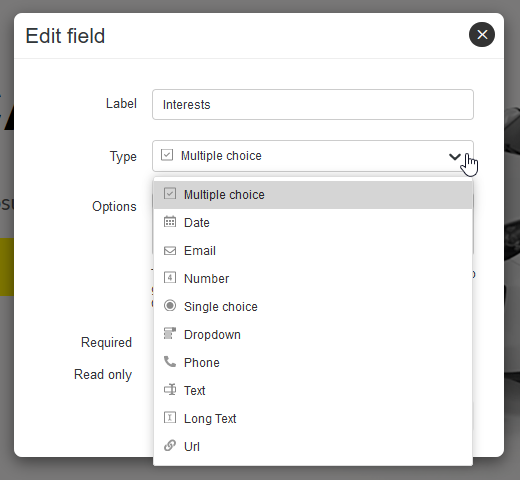 Edit field
Label
Interests
Type
Multiple choice
Options
Multiple choice
Date
Email
4 Number
Single choice
Dropdown
Phone
Text
Long Text
Url
Required
Read only